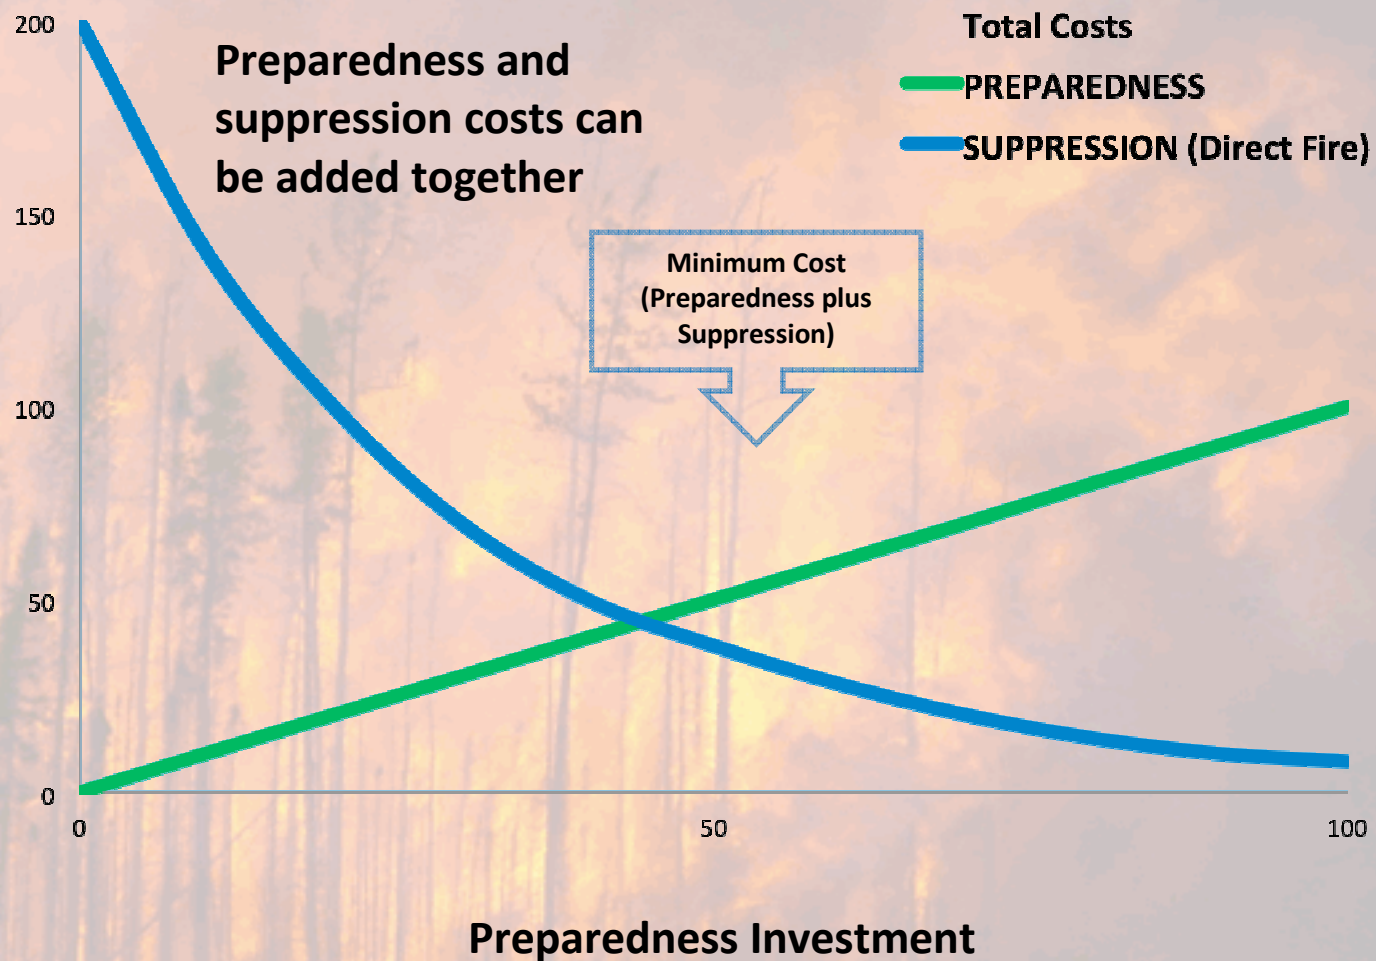 200
150
100
50
0
0
50
100
Preparedness and
suppression costs can
be added together
Total Costs
PREPAREDNESS
SUPPRESSION (Direct Fire)
Minimum Cost
(Preparedness plus
Suppression)
Preparedness Investment